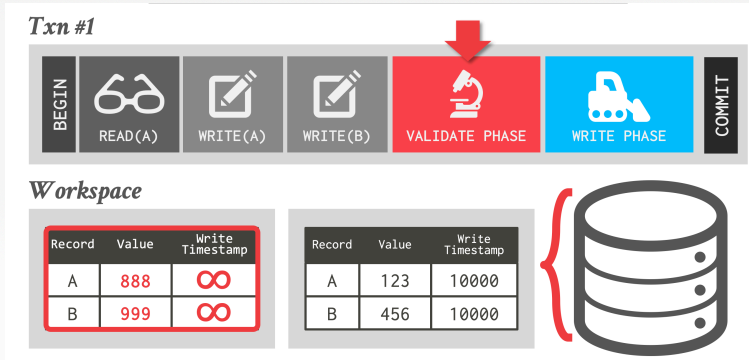 Txn #1
BEGIN
READ(A)
WRITE(A)
WRITE(B)
VALIDATE PHASE
WRITE PHASE
COMMIT
Workspace
Record Value Write Timestamp
A 888 ∞
B 999 ∞
Record Value Write Timestamp
A 123 10000
B 456 10000